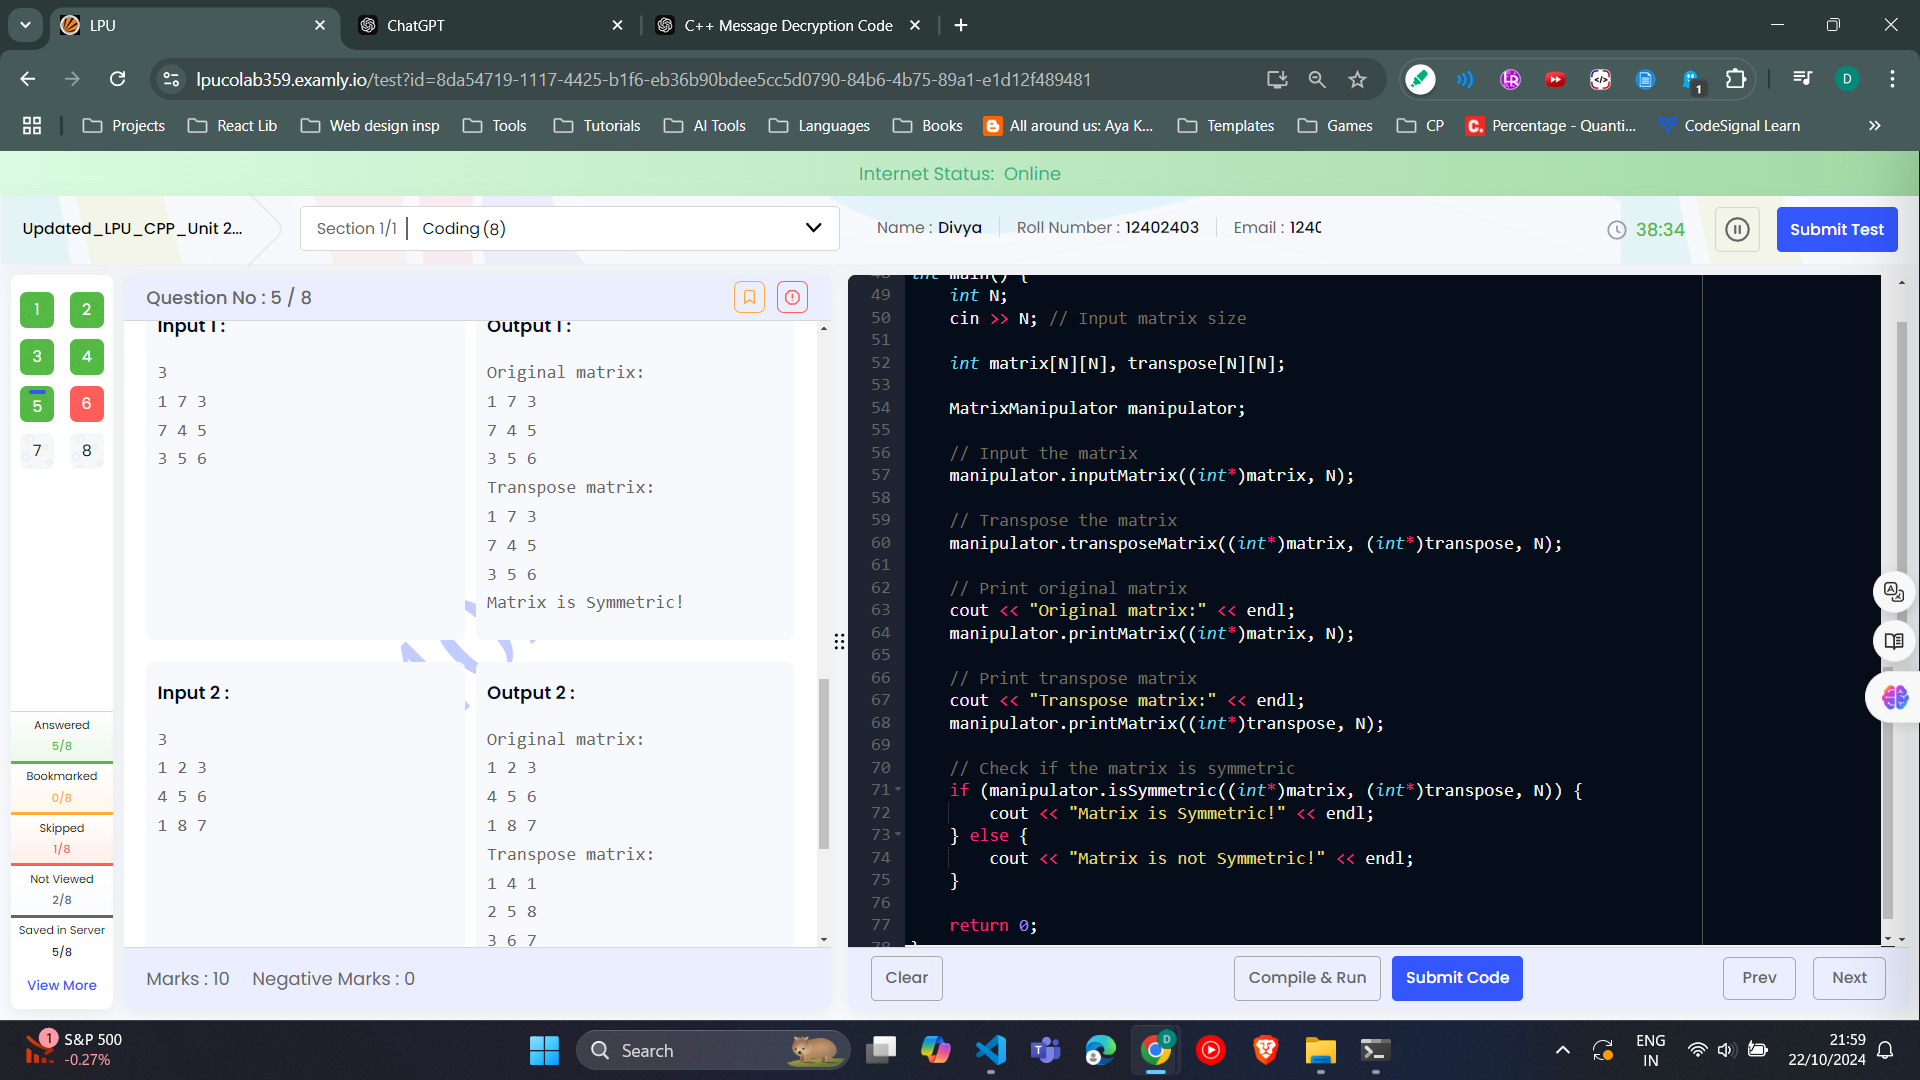 LPU
ChatGPT
C++ Message Decryption Code
lpucolab359.examly.io/test?id=8da54719-1117-4425-b1f6-eb36b90bdee5cc5d0790-84b6-4b75-89a1-e1d12f489481
1
D
Projects
React Lib
Web design insp
Tools
Tutorials
AI Tools
Languages
Books
All around us: Aya K...
Templates
Games
CP
Percentage - Quanti...
CodeSignal Learn
Internet Status: Online
Updated_LPU_CPP_Unit 2...
Section 1/1 | Coding (8)
Name : Divya
Roll Number : 12402403
Email : 1240
38:34
Submit Test
1 2
3 4
5 6
7 8
Answered
5/8
Bookmarked
0/8
Skipped
1/8
Not Viewed
2/8
Saved in Server
5/8
View More
Question No : 5 / 8
Input 1 :
3
1 7 3
7 4 5
3 5 6
Output 1 :
Original matrix:
1 7 3
7 4 5
3 5 6
Transpose matrix:
1 7 3
7 4 5
3 5 6
Matrix is Symmetric!
Input 2 :
3
1 2 3
4 5 6
1 8 7
Output 2 :
Original matrix:
1 2 3
4 5 6
1 8 7
Transpose matrix:
1 4 1
2 5 8
3 6 7
Marks : 10 Negative Marks : 0
48 int main() {
49 int N;
50 cin >> N; // Input matrix size
51
52 int matrix[N][N], transpose[N][N];
53
54 MatrixManipulator manipulator;
55
56 // Input the matrix
57 manipulator.inputMatrix((int*)matrix, N);
58
59 // Transpose the matrix
60 manipulator.transposeMatrix((int*)matrix, (int*)transpose, N);
61
62 // Print original matrix
63 cout << "Original matrix:" << endl;
64 manipulator.printMatrix((int*)matrix, N);
65
66 // Print transpose matrix
67 cout << "Transpose matrix:" << endl;
68 manipulator.printMatrix((int*)transpose, N);
69
70 // Check if the matrix is symmetric
71 if (manipulator.isSymmetric((int*)matrix, (int*)transpose, N)) {
72 cout << "Matrix is Symmetric!" << endl;
73 } else {
74 cout << "Matrix is not Symmetric!" << endl;
75 }
76
77 return 0;
78 }
Clear
Compile & Run
Submit Code
Prev
Next
1
S&P 500
-0.27%
Search
D
ENG
IN
21:59
22/10/2024